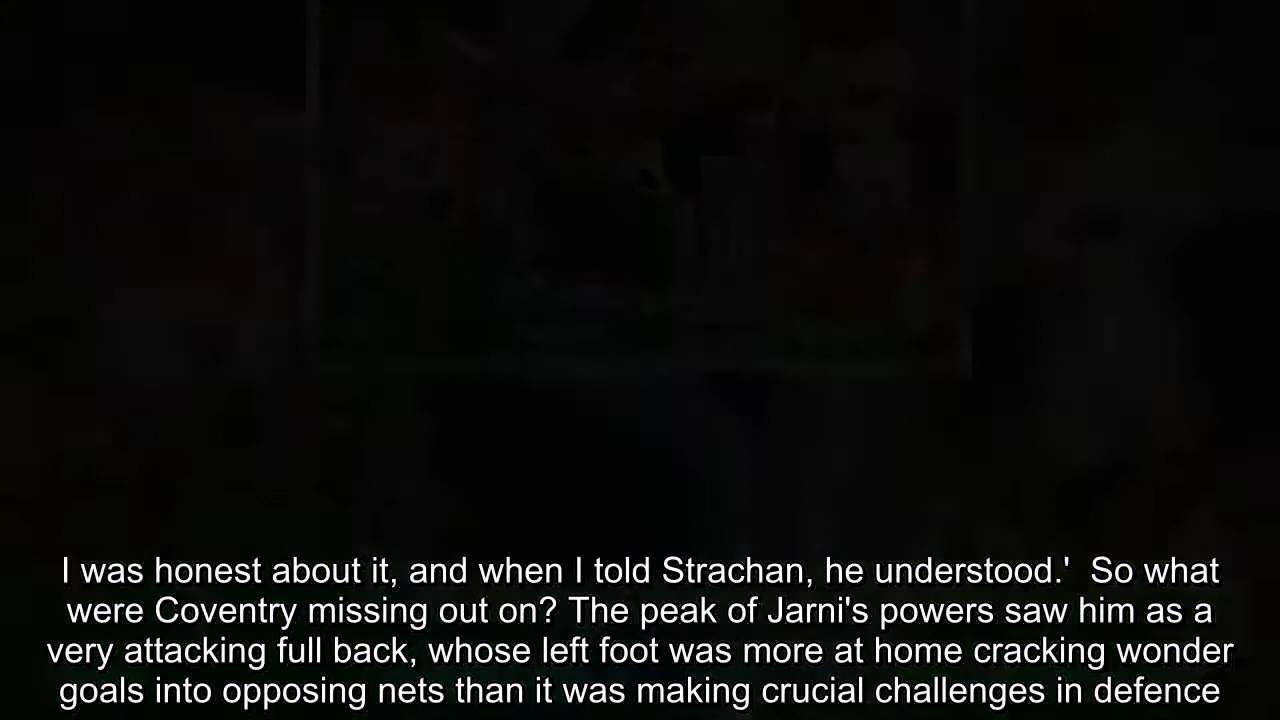 I was honest about it, and when I told Strachan, he understood.'  So what
were Coventry missing out on? The peak of Jarni's powers saw him as a
very attacking full back, whose left foot was more at home cracking wonder
goals into opposing nets than it was making crucial challenges in defence